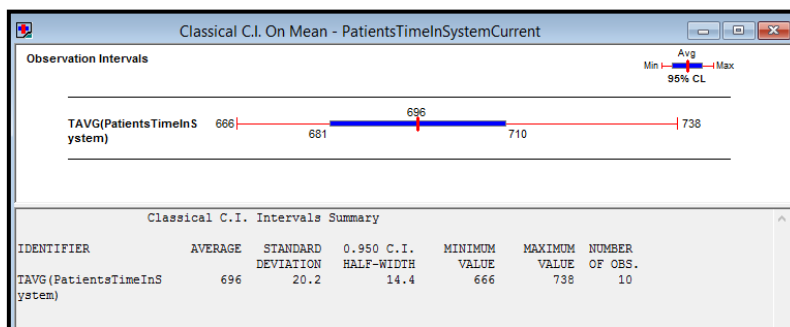 Classical C.I. On Mean - PatientsTimeInSystemCurrent
Observation Intervals
Avg
Min Max
95% CL
696
TAVG(PatientsTimeInS 666 738
ystem)
681 710
Classical C.I. Intervals Summary
IDENTIFIER AVERAGE STANDARD 0.950 C.I. MINIMUM MAXIMUM NUMBER
DEVIATION HALF-WIDTH VALUE VALUE OF OBS.
TAVG(PatientsTimeInS 696 20.2 14.4 666 738 10
ystem)